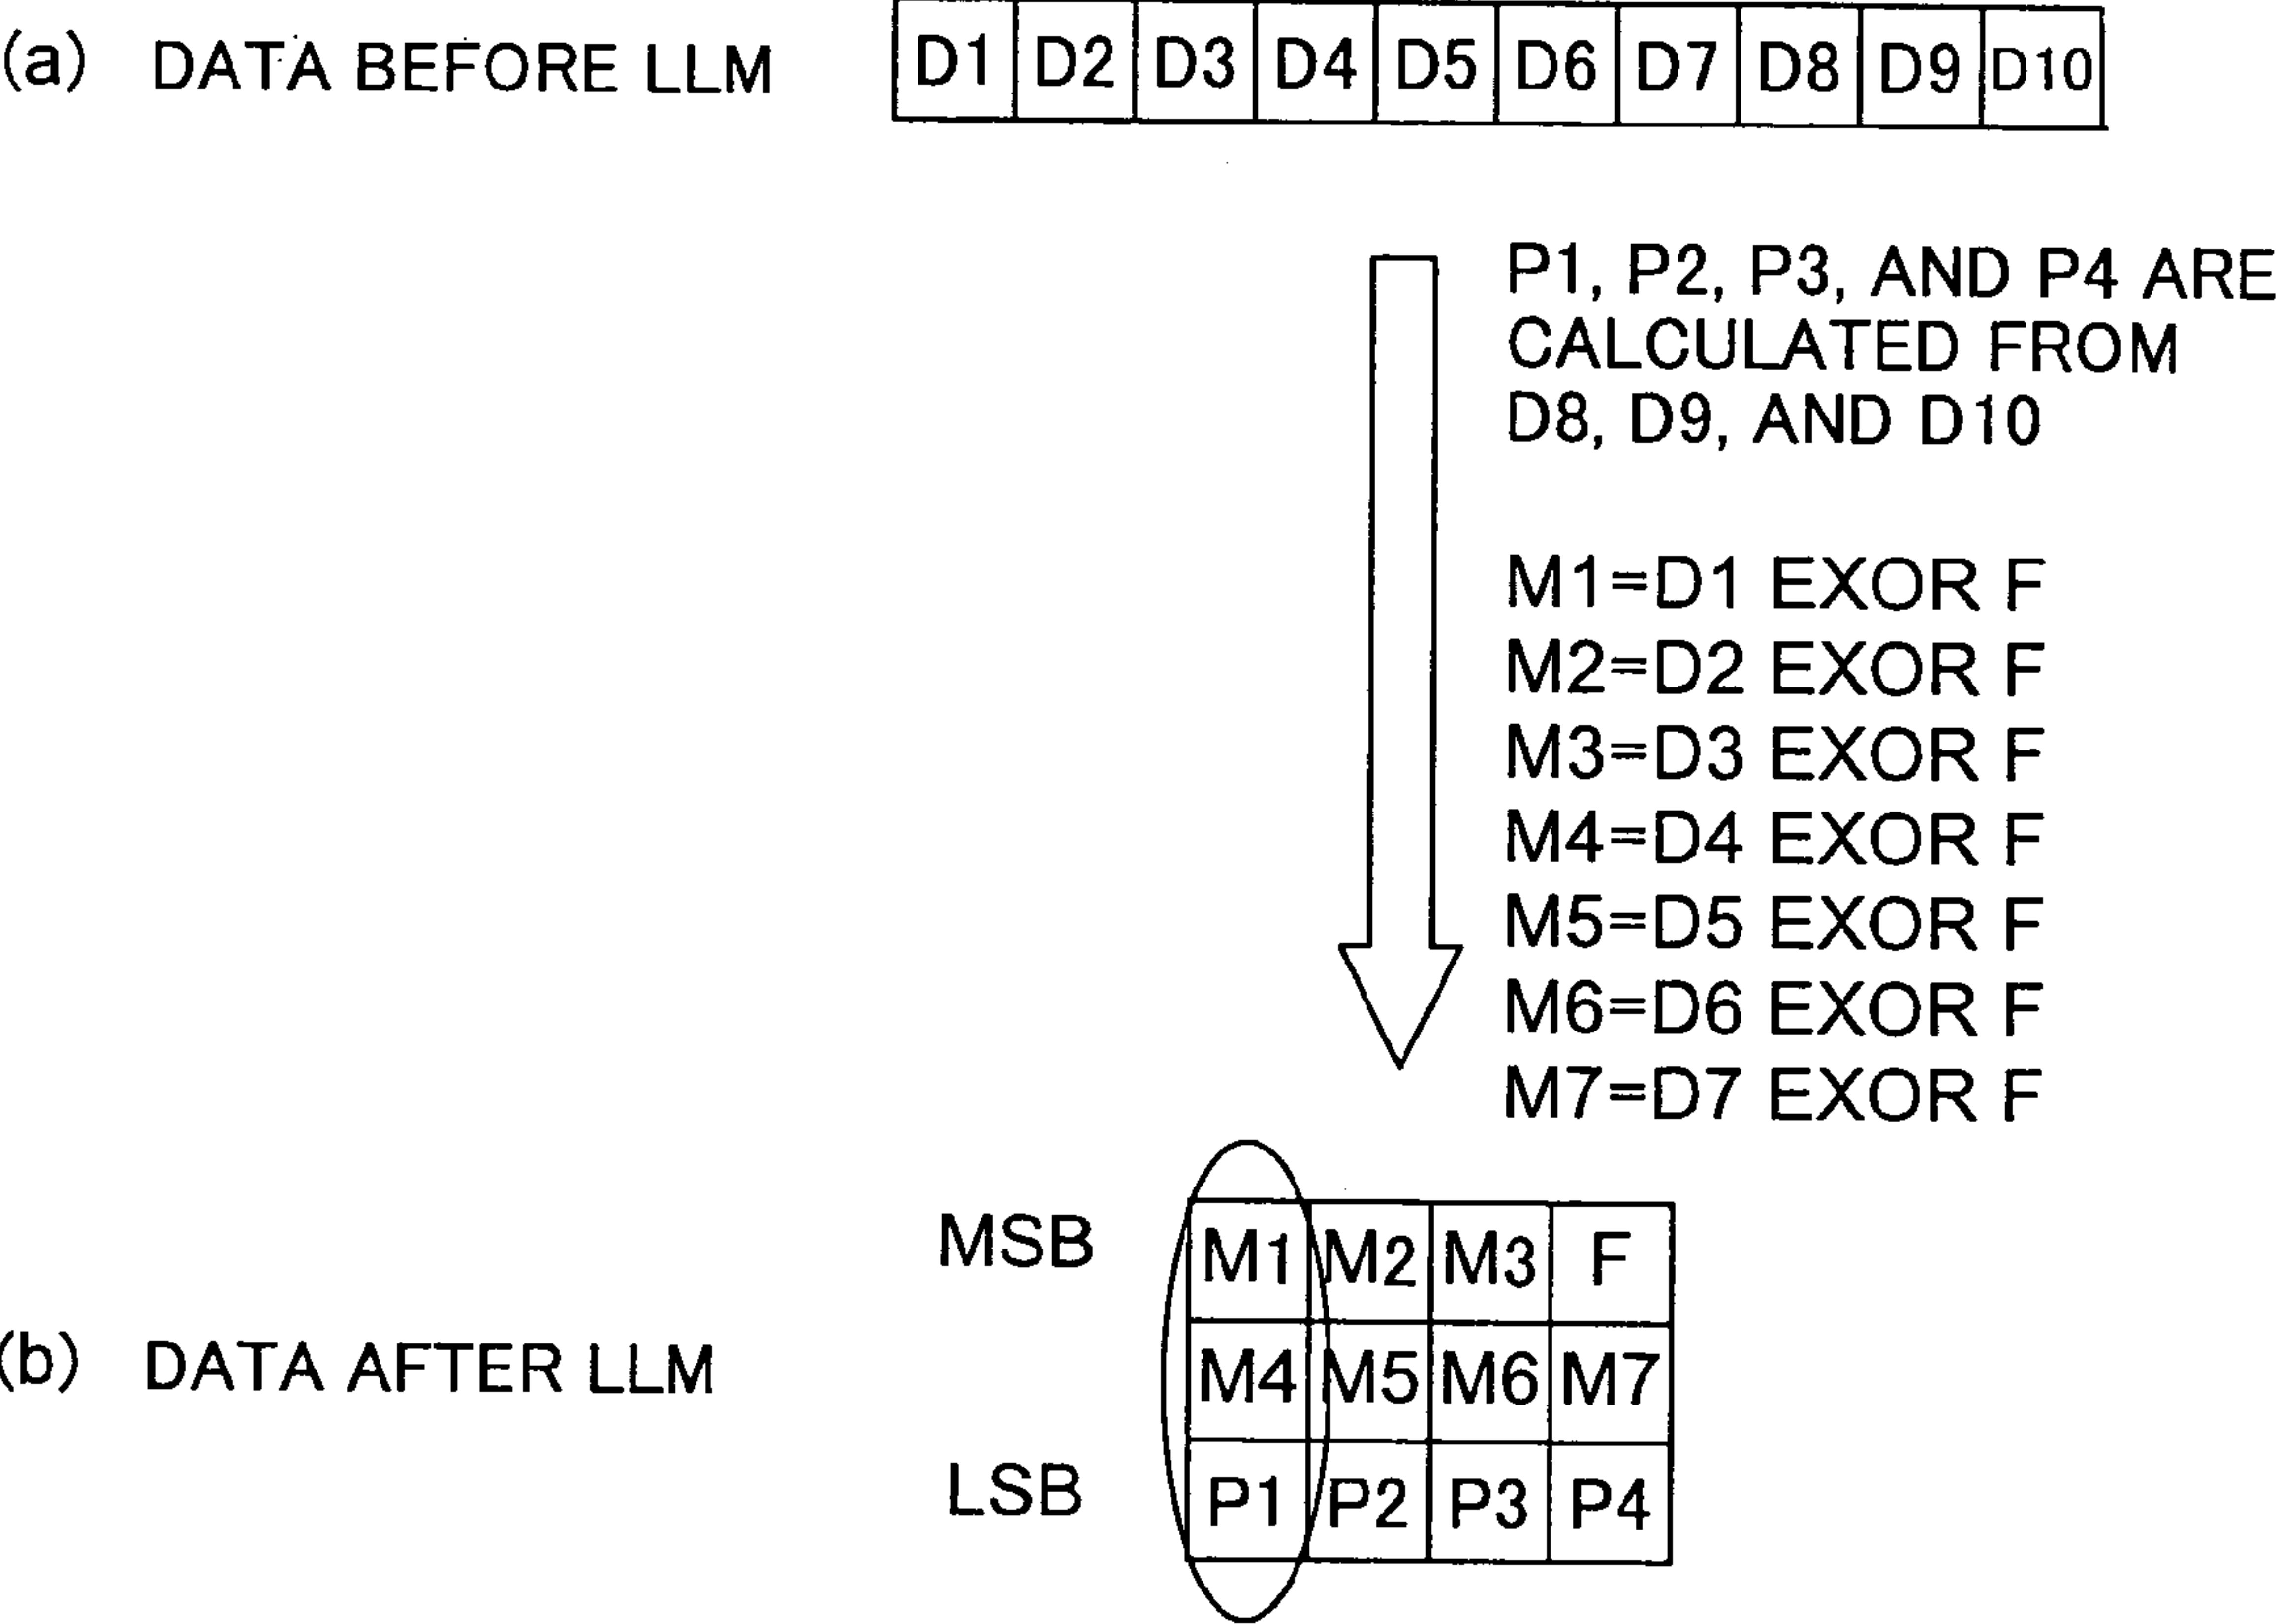 (a) DATA BEFORE LLM D1 D2 D3 D4 D5 D6 D7 D8 D9 D10
P1, P2, P3, AND P4 ARE
CALCULATED FROM
D8, D9, AND D10
M1=D1 EXOR F
M2=D2 EXOR F
M3=D3 EXOR F
M4=D4 EXOR F
M5=D5 EXOR F
M6=D6 EXOR F
M7=D7 EXOR F
MSB M1 M2 M3 F
(b) DATA AFTER LLM M4 M5 M6 M7
LSB P1 P2 P3 P4